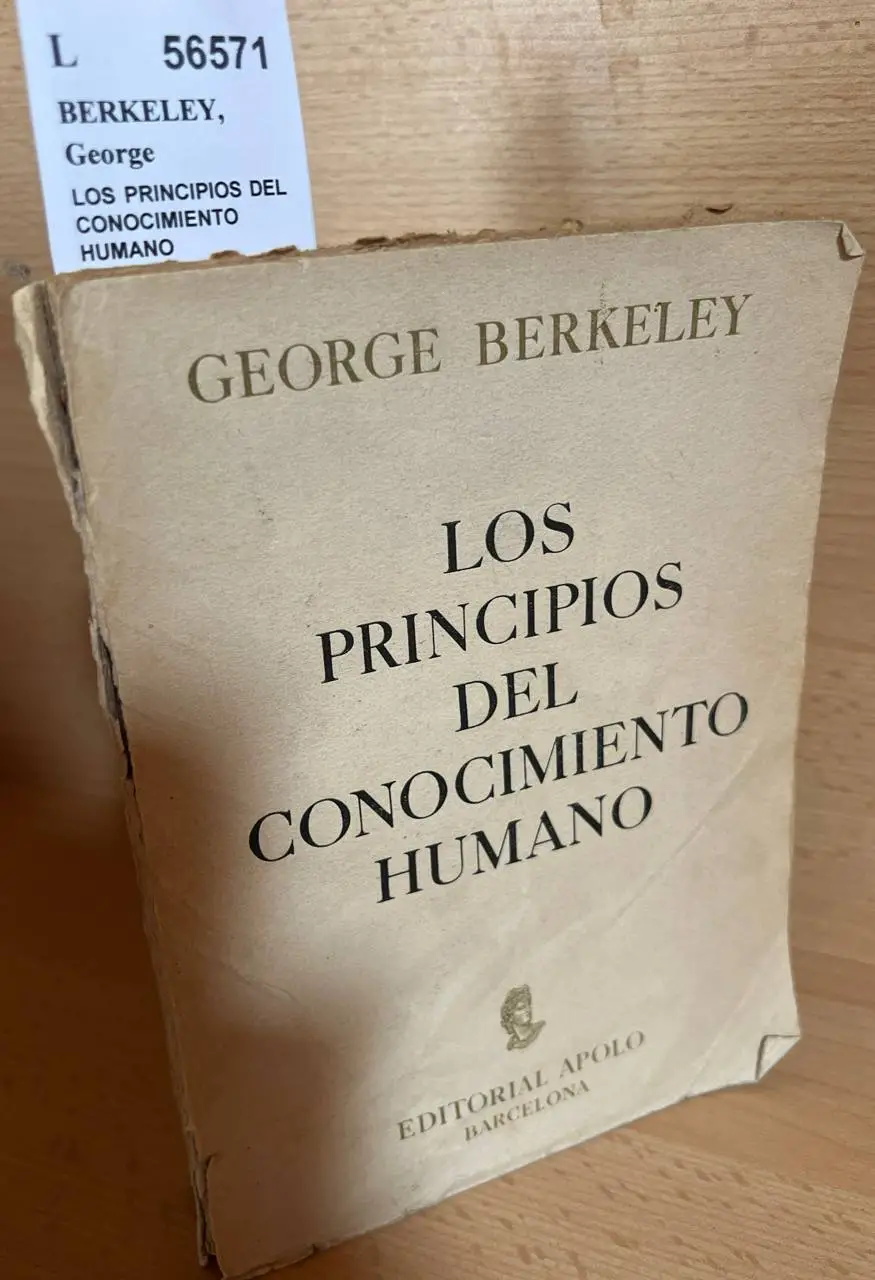 L 56571
BERKELEY,
George
LOS PRINCIPIOS DEL
CONOCIMIENTO
HUMANO
GEORGE BERKELEY
LOS
PRINCIPIOS
DEL
CONOCIMIENTO
HUMANO
EDITORIAL APOLO
BARCELONA